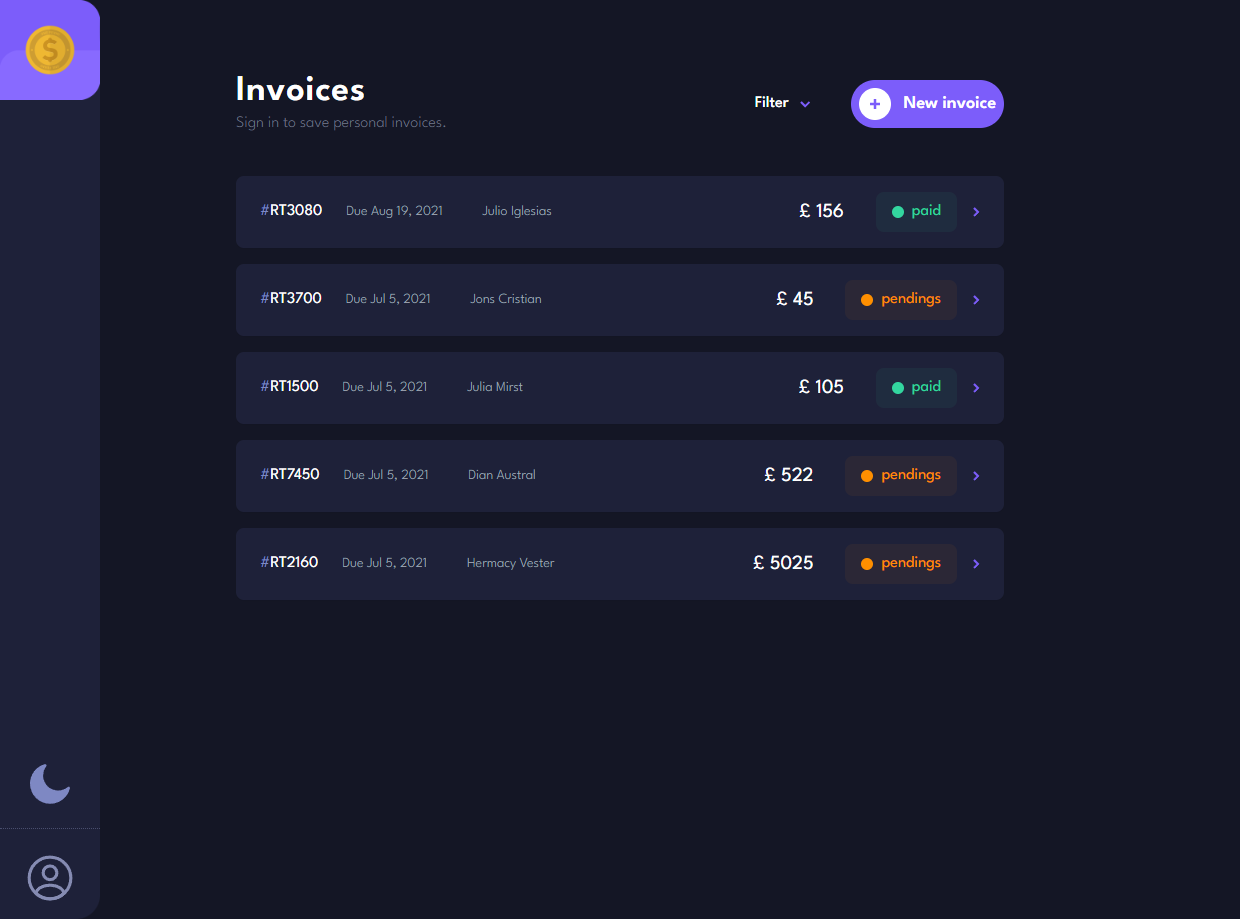 $
Invoices
Sign in to save personal invoices.
Filter
+ New invoice
#RT3080 Due Aug 19, 2021 Julio Iglesias £ 156 paid
#RT3700 Due Jul 5, 2021 Jons Cristian £ 45 pendings
#RT1500 Due Jul 5, 2021 Julia Mirst £ 105 paid
#RT7450 Due Jul 5, 2021 Dian Austral £ 522 pendings
#RT2160 Due Jul 5, 2021 Hermacy Vester £ 5025 pendings